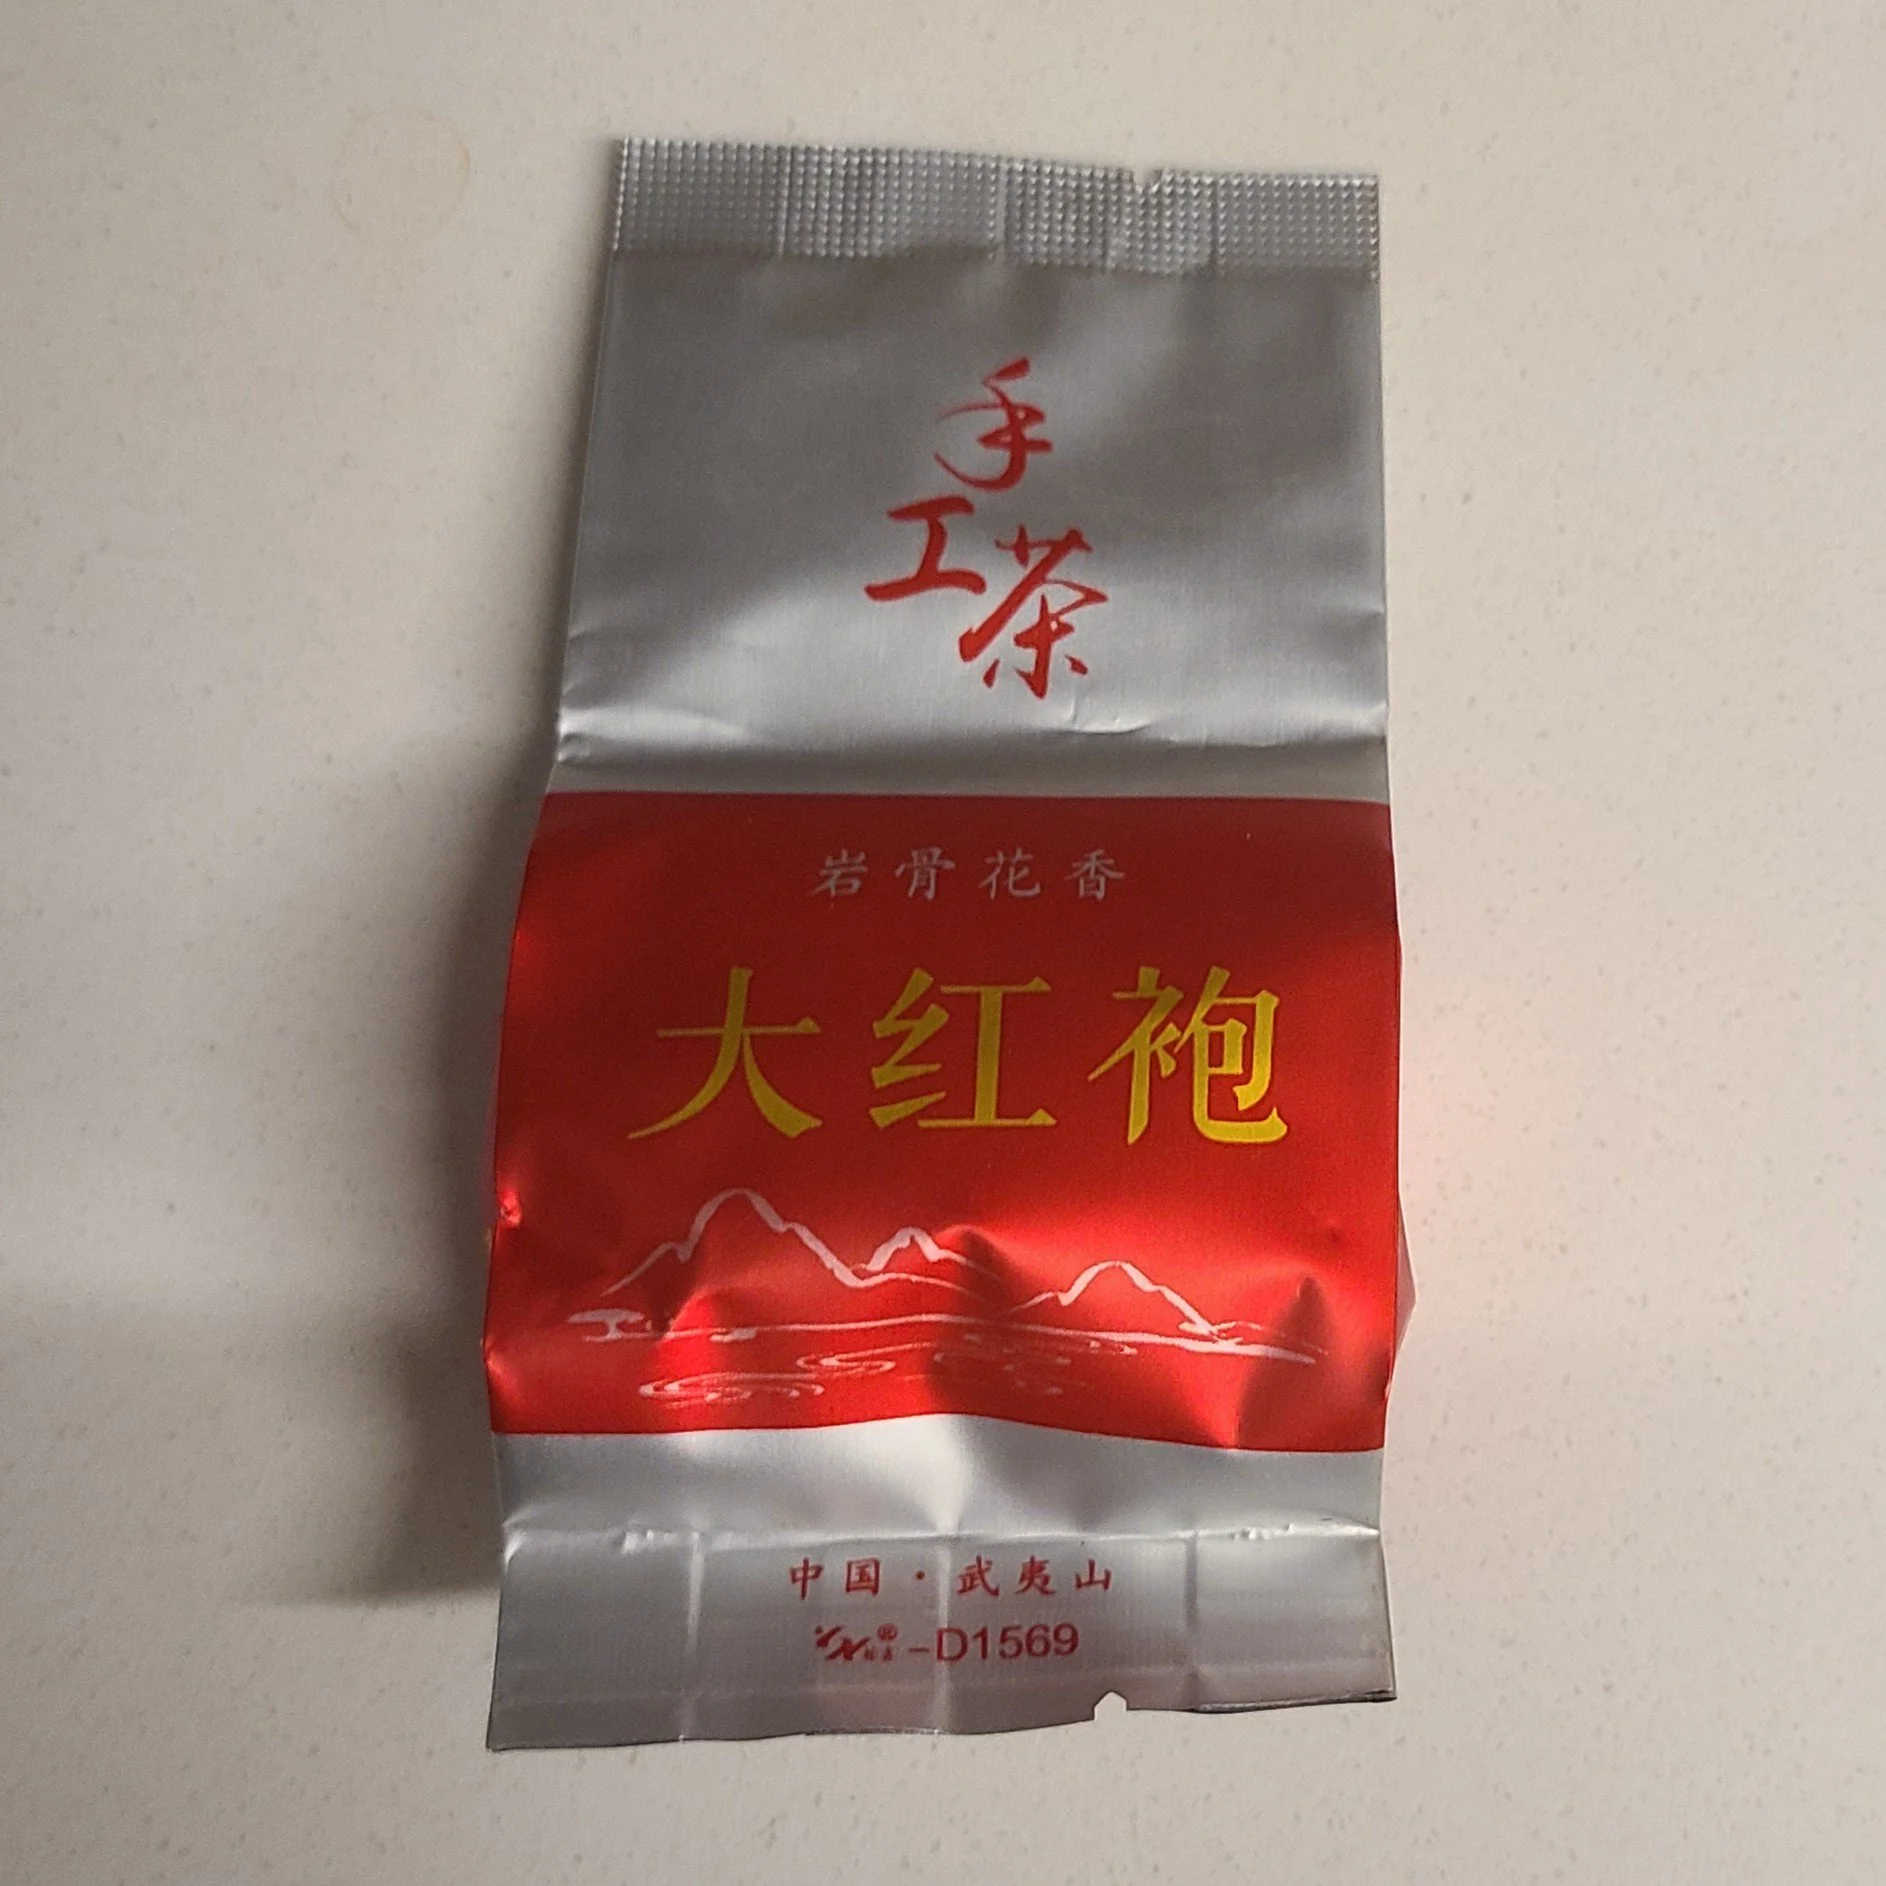 手
工茶
岩骨花香
大红袍
中国·武夷山
®-D1569